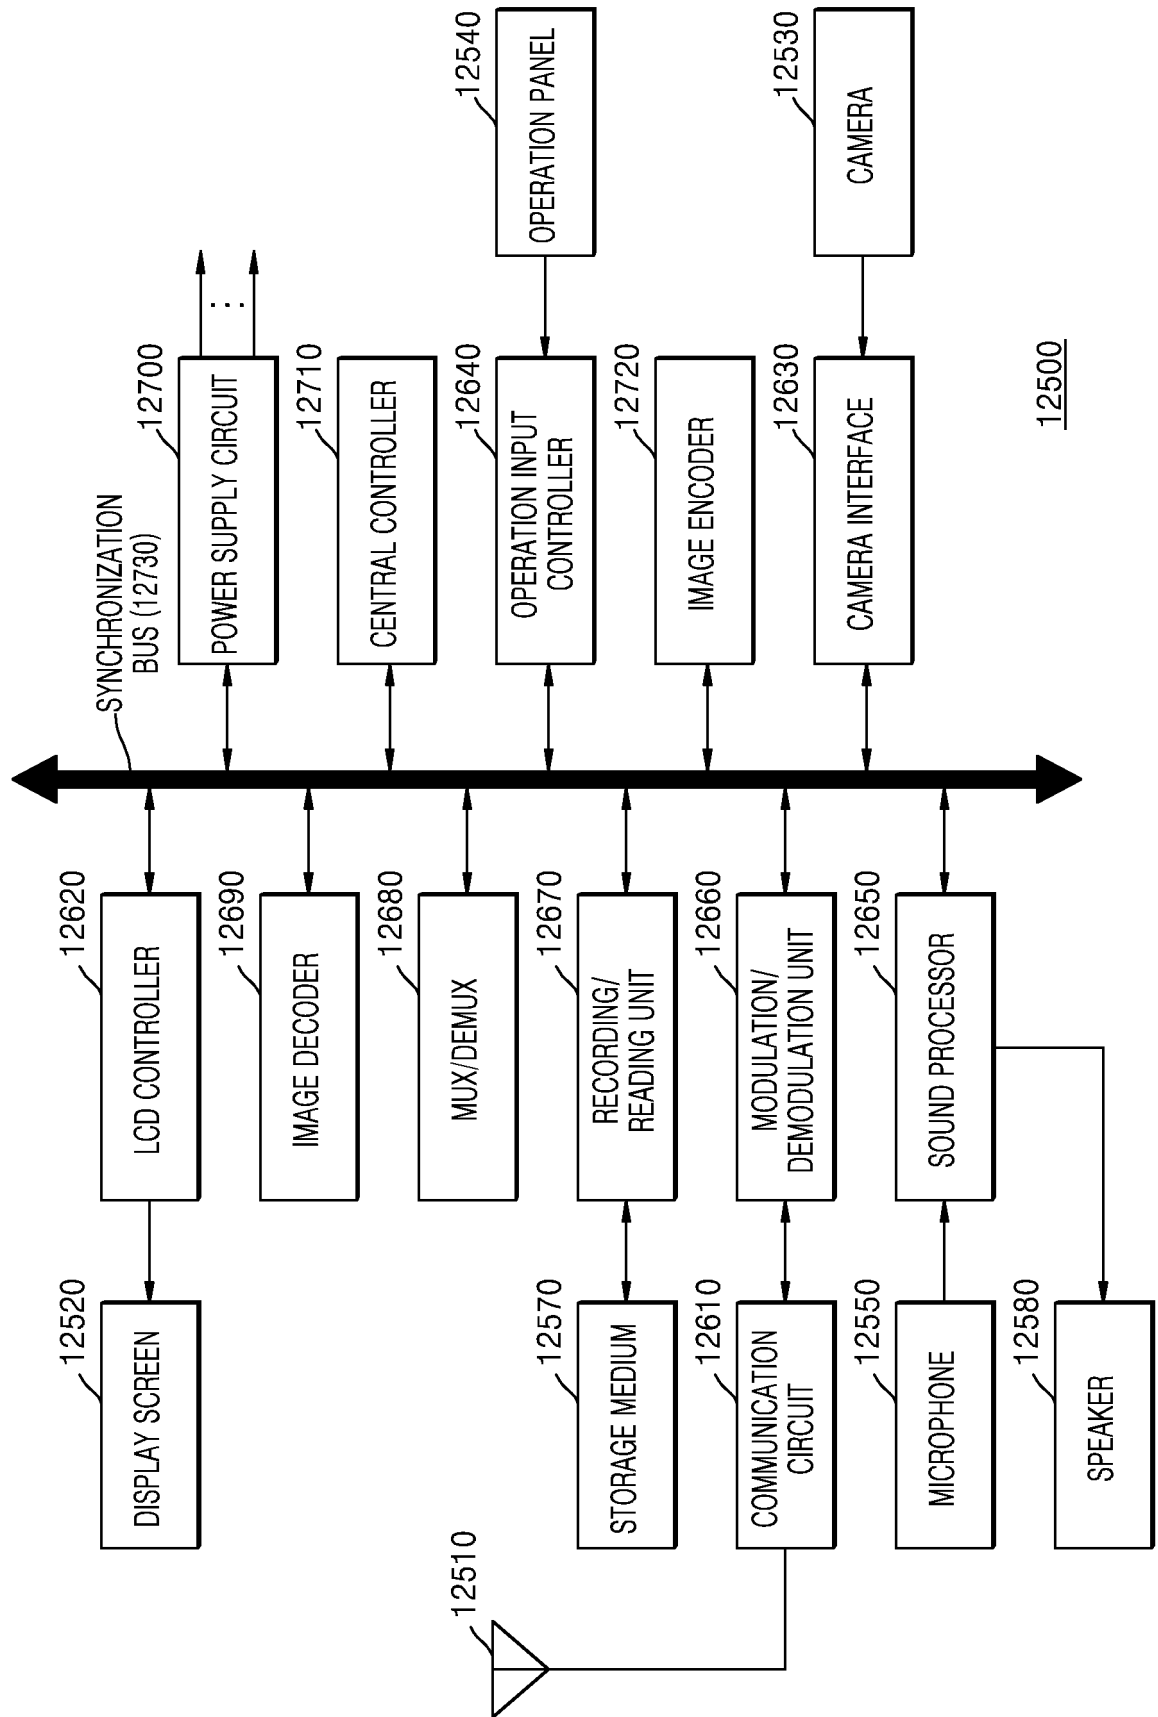 12510
12520
DISPLAY SCREEN
12620
LCD CONTROLLER
SYNCHRONIZATION
BUS (12730)
12700
POWER SUPPLY CIRCUIT
...
12690
IMAGE DECODER
12710
CENTRAL CONTROLLER
12680
MUX/DEMUX
12640
OPERATION INPUT
CONTROLLER
12540
OPERATION PANEL
12570
STORAGE MEDIUM
12670
RECORDING/
READING UNIT
12720
IMAGE ENCODER
12610
COMMUNICATION
CIRCUIT
12660
MODULATION/
DEMODULATION UNIT
12630
CAMERA INTERFACE
12530
CAMERA
12550
MICROPHONE
12650
SOUND PROCESSOR
12580
SPEAKER
12500